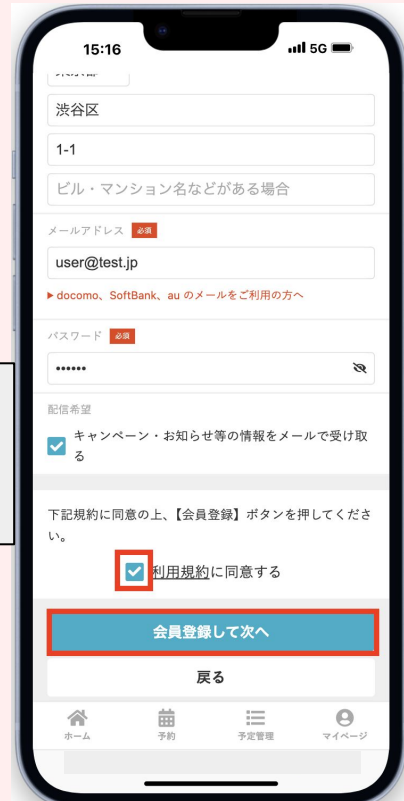 15:16
5G
渋谷区
1-1
ビル・マンション名などがある場合
メールアドレス 必須
user@test.jp
▶docomo、SoftBank、au のメールをご利用の方へ
パスワード 必須
••••••
配信希望
キャンペーン・お知らせ等の情報をメールで受け取
る
下記規約に同意の上、【会員登録】ボタンを押してくださ
い。
利用規約に同意する
会員登録して次へ
戻る
ホーム 予約 予定管理 マイページ